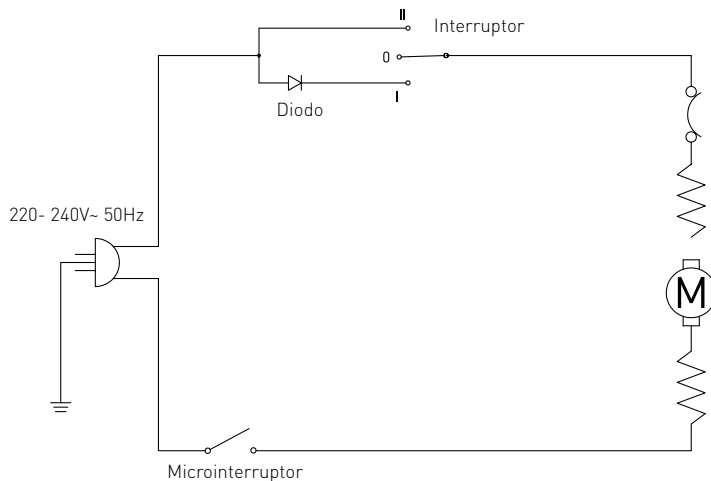 II
Interruptor
0
I
Diodo
220- 240V~ 50Hz
M
Microinterruptor